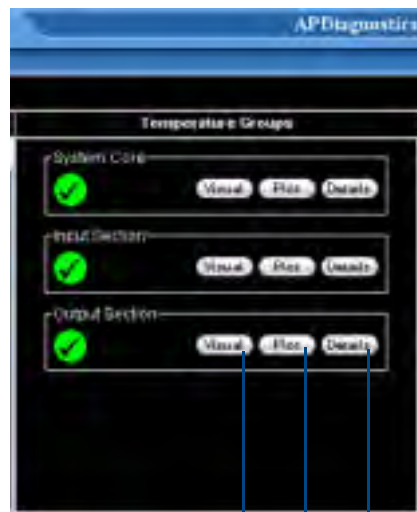 APDiagnostics
Temperature Groups
System Core
Visual Plot Details
Input Section
Visual Plot Details
Output Section
Visual Plot Details